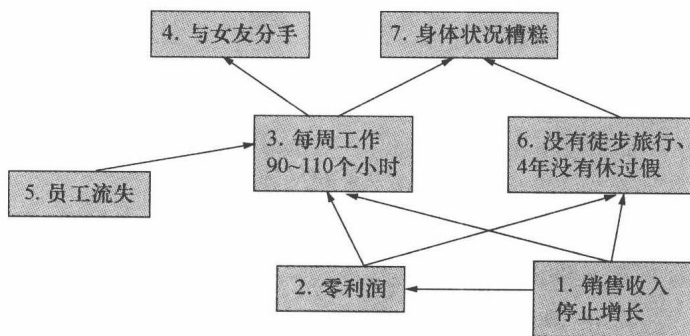 4. 与女友分手
7. 身体状况糟糕
3. 每周工作
90~110个小时
6. 没有徒步旅行、
4年没有休过假
5. 员工流失
2. 零利润
1. 销售收入
停止增长